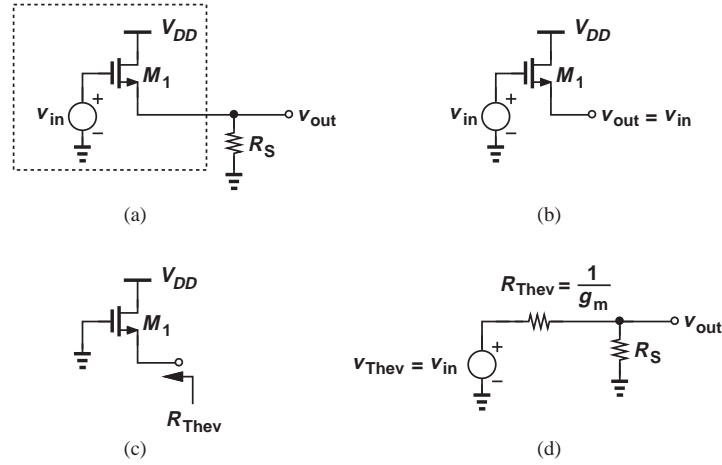 V_DD
M_1
v_in
+
−
v_out
R_S
(a)
V_DD
M_1
v_in
+
−
v_out = v_in
(b)
V_DD
M_1
R_Thev
(c)
R_Thev = 1/g_m
v_out
v_Thev = v_in
+
−
R_S
(d)